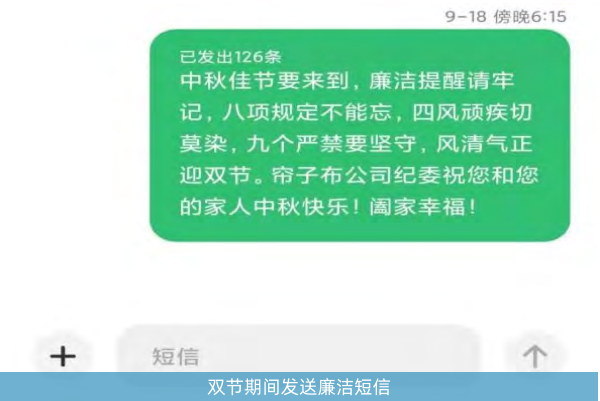 9-18 傍晚6:15
已发出126条
中秋佳节要来到，廉洁提醒请牢
记，八项规定不能忘，四风顽疾切
莫染，九个严禁要坚守，风清气正
迎双节。帘子布公司纪委祝您和您
的家人中秋快乐！阖家幸福！
短信
双节期间发送廉洁短信